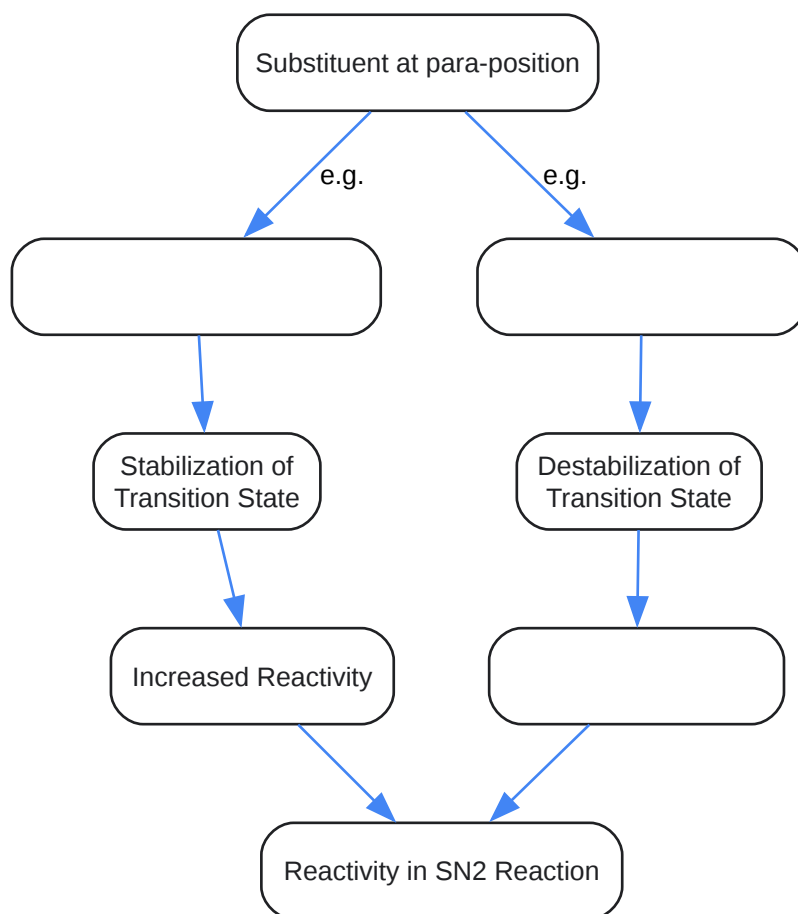 Substituent at para-position
e.g.
e.g.
Stabilization of
Transition State
Destabilization of
Transition State
Increased Reactivity
Reactivity in SN2 Reaction